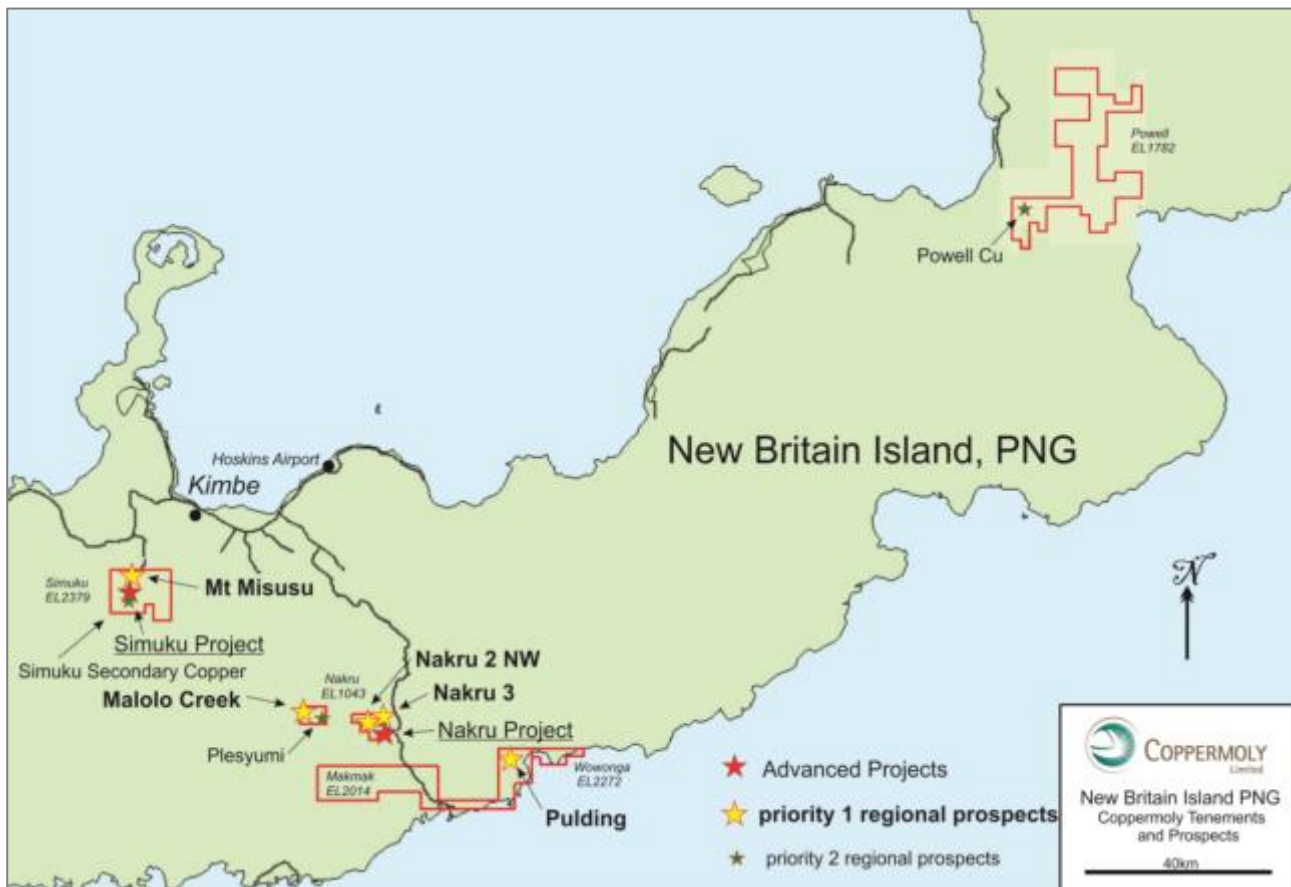 Powell
EL1782
Powell Cu
New Britain Island, PNG
Hoskins Airport
Kimbe
N
Simuku
EL2379
Mt Misusu
Simuku Project
Simuku Secondary Copper
Nakru 2 NW
Nakru
EL1043
Malolo Creek
Nakru 3
Nakru Project
Plesyumi
Makmak
EL2014
Wowonga
EL2272
Pulding
Advanced Projects
priority 1 regional prospects
priority 2 regional prospects
COPPERMOLY
Limited
New Britain Island PNG
Coppermoly Tenements
and Prospects
40km